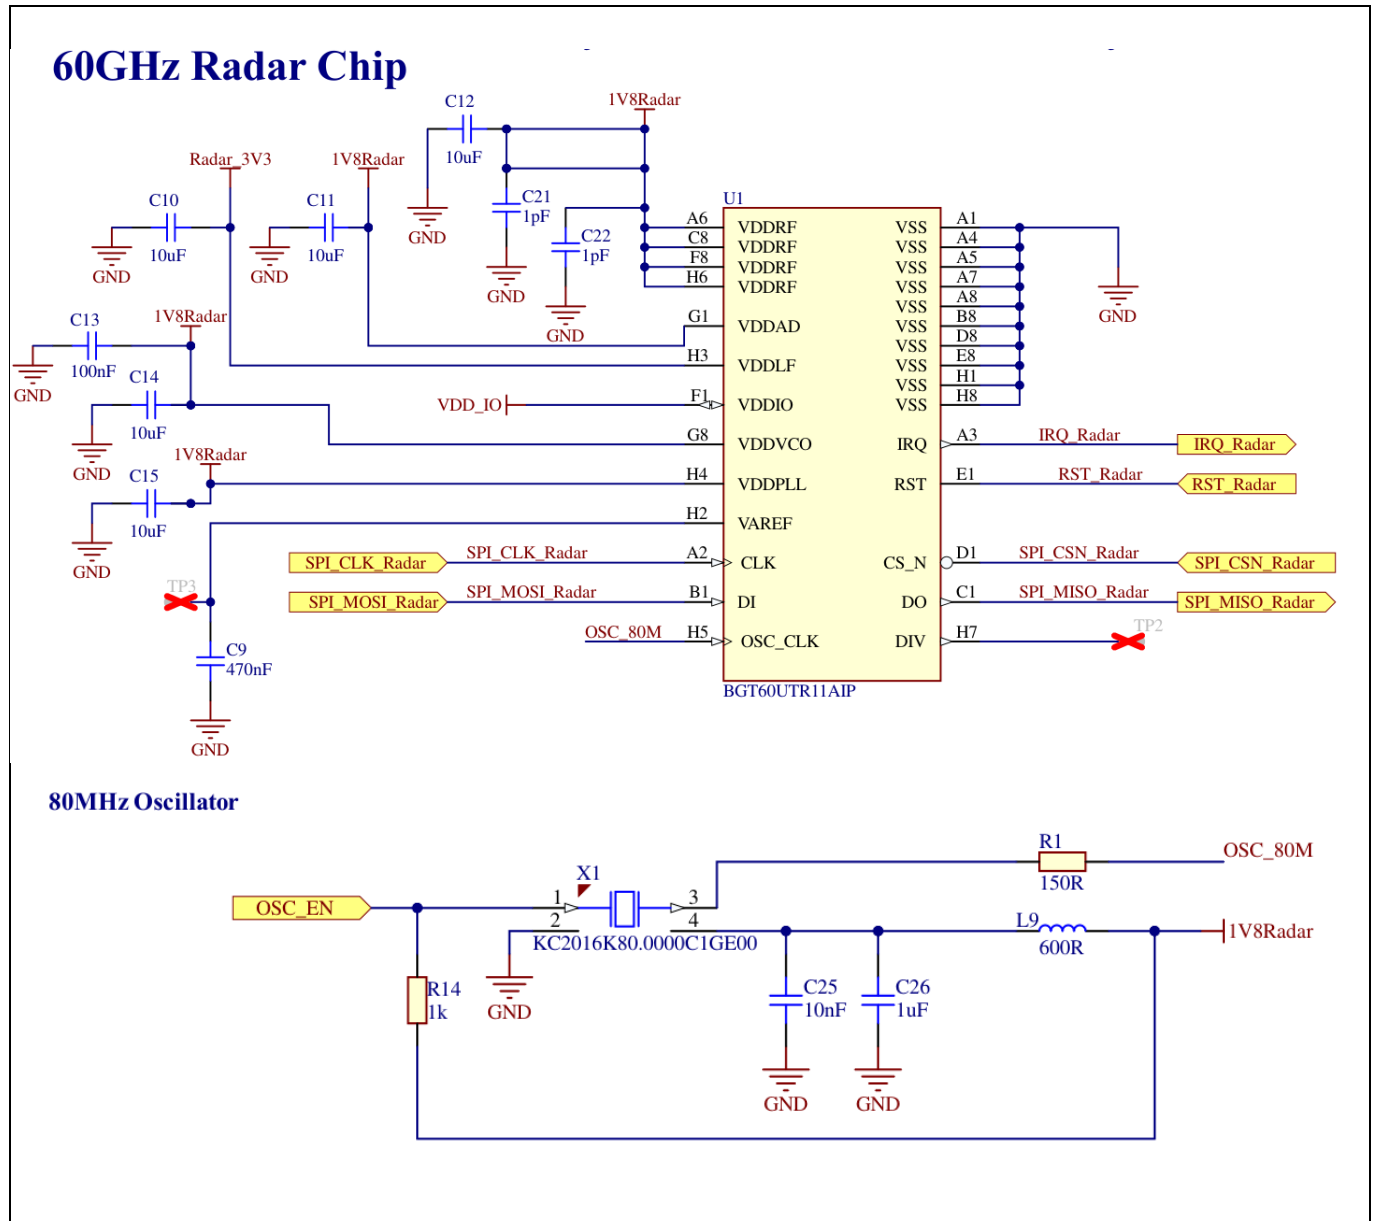 60GHz Radar Chip
C12
10uF
1V8Radar
Radar_3V3
1V8Radar
C10
10uF
GND
C11
10uF
GND
GND
C21
1pF
GND
C22
1pF
GND
U1
A6 VDDRF
C8 VDDRF
F8 VDDRF
H6 VDDRF
G1 VDDAD
H3 VDDLF
VDD_IO F1 VDDIO
G8 VDDVCO
H4 VDDPLL
H2 VAREF
SPI_CLK_Radar SPI_CLK_Radar A2 CLK
SPI_MOSI_Radar SPI_MOSI_Radar B1 DI
OSC_80M H5 OSC_CLK
BGT60UTR11AIP
VSS A1
VSS A4
VSS A5
VSS A7
VSS A8
VSS B8
VSS D8
VSS E8
VSS H1
VSS H8
GND
IRQ A3 IRQ_Radar IRQ_Radar
RST E1 RST_Radar RST_Radar
CS_N D1 SPI_CSN_Radar SPI_CSN_Radar
DO C1 SPI_MISO_Radar SPI_MISO_Radar
DIV H7 TP2
C13
100nF
GND
1V8Radar
C14
10uF
GND
1V8Radar
C15
10uF
GND
TP3
C9
470nF
GND
80MHz Oscillator
OSC_EN
X1
1
2
3
4
KC2016K80.0000C1GE00
GND
R14
1k
R1
150R
OSC_80M
L9
600R
1V8Radar
C25
10nF
GND
C26
1uF
GND